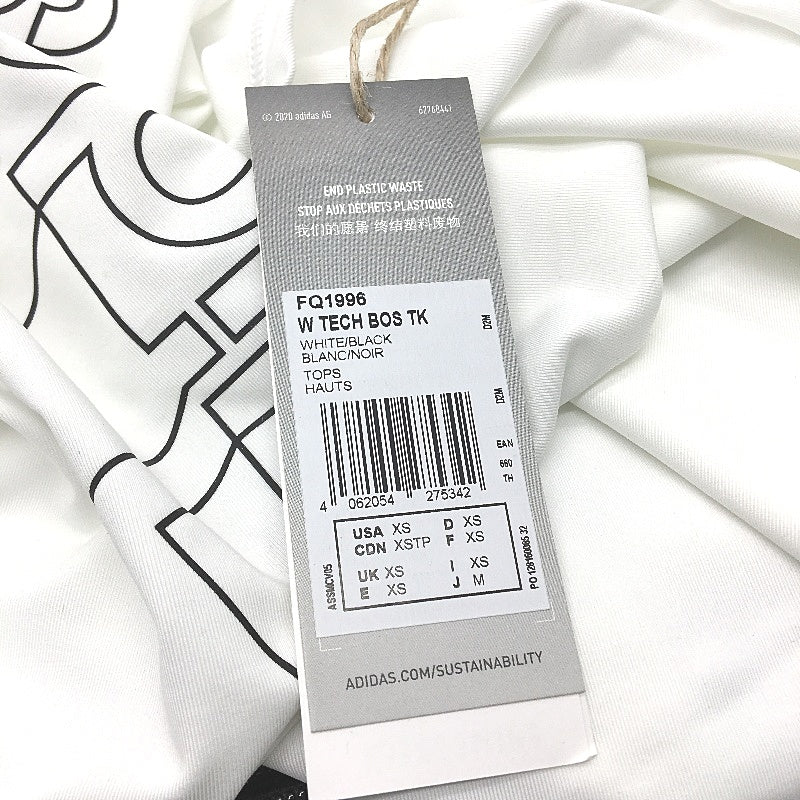 © 2020 adidas AG 62768441
END PLASTIC WASTE
STOP AUX DÉCHETS PLASTIQUES
我们的愿景 终结塑料废物
FQ1996
W TECH BOS TK
WHITE/BLACK
BLANC/NOIR
TOPS
HAUTS
D2M
D2M
EAN
660
TH
4 062054 275342
USA XS D XS
CDN XSTP F XS
UK XS I XS
E XS J M
ASSMCV05
PO 128160085 32
ADIDAS.COM/SUSTAINABILITY